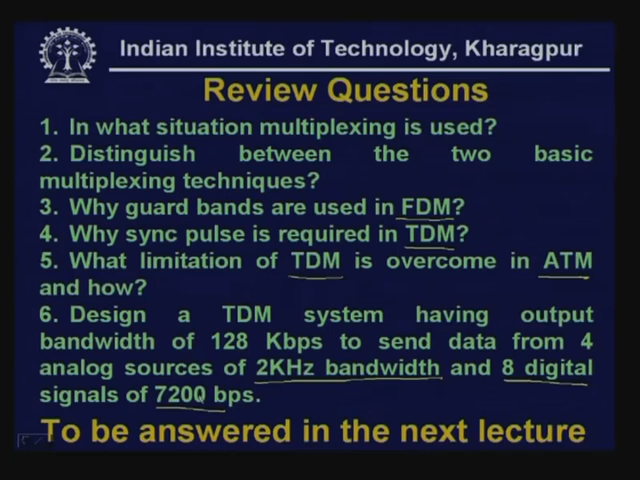 Indian Institute of Technology, Kharagpur
Review Questions
1. In what situation multiplexing is used?
2. Distinguish between the two basic
multiplexing techniques?
3. Why guard bands are used in FDM?
4. Why sync pulse is required in TDM?
5. What limitation of TDM is overcome in ATM
and how?
6. Design a TDM system having output
bandwidth of 128 Kbps to send data from 4
analog sources of 2KHz bandwidth and 8 digital
signals of 7200 bps.
To be answered in the next lecture